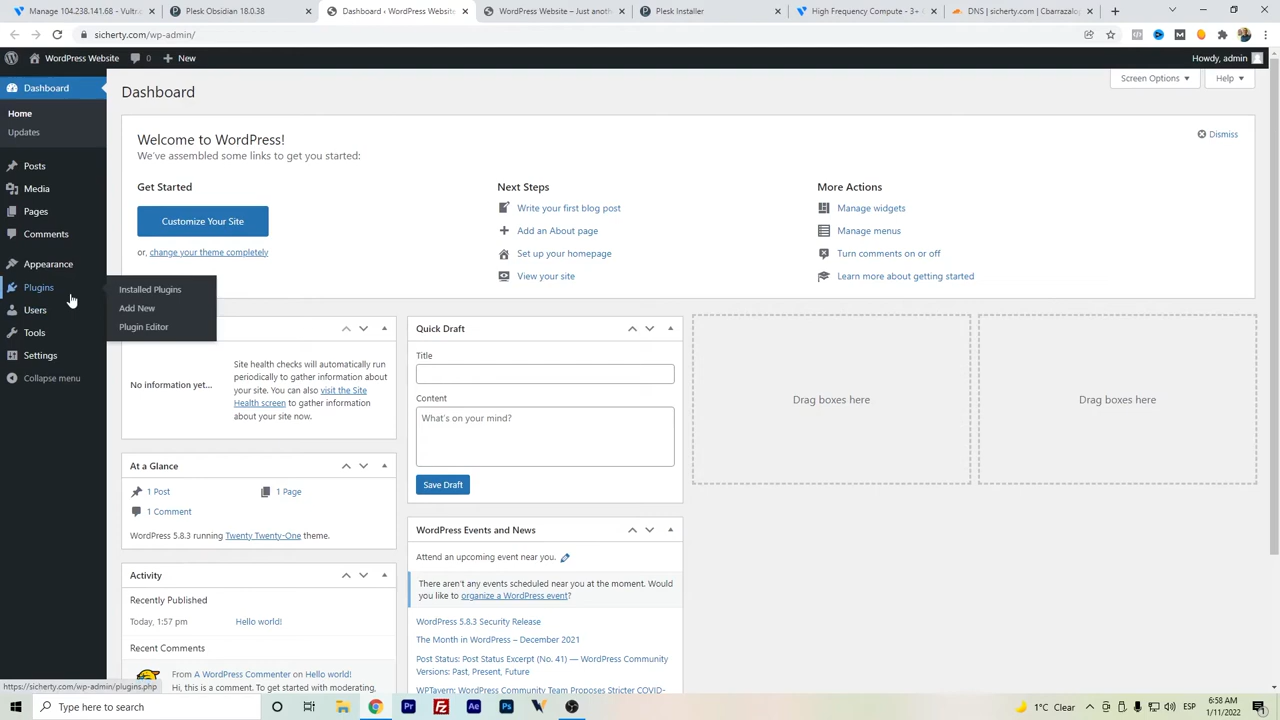 Manage 104.238.141.68 - Vultr
Plesk Obsidian 18.0.38
Dashboard ‹ WordPress Website —
WordPress Website – Just anoth
Plesk Installer
High Frequency Compute - 3+ G
DNS | sicherty.com | Cbarrazalop
sicherty.com/wp-admin/
WordPress Website
0
New
Howdy, admin
Dashboard
Home
Updates
Posts
Media
Pages
Comments
Appearance
Plugins
Users
Tools
Settings
Collapse menu
Installed Plugins
Add New
Plugin Editor
Dashboard
Screen Options
Help
Welcome to WordPress!
We've assembled some links to get you started:
Dismiss
Get Started
Customize Your Site
or, change your theme completely
Next Steps
Write your first blog post
Add an About page
Set up your homepage
View your site
More Actions
Manage widgets
Manage menus
Turn comments on or off
Learn more about getting started
No information yet...
Site health checks will automatically run
periodically to gather information about
your site. You can also visit the Site
Health screen to gather information
about your site now.
At a Glance
1 Post
1 Page
1 Comment
WordPress 5.8.3 running Twenty Twenty-One theme.
Activity
Recently Published
Today, 1:57 pm
Hello world!
Recent Comments
From A WordPress Commenter on Hello world!
Hi, this is a comment. To get started with moderating,
Quick Draft
Title
Content
What's on your mind?
Save Draft
WordPress Events and News
Attend an upcoming event near you.
There aren't any events scheduled near you at the moment. Would
you like to organize a WordPress event?
WordPress 5.8.3 Security Release
The Month in WordPress – December 2021
Post Status: Post Status Excerpt (No. 41) — WordPress Community
Versions: Past, Present, Future
WPTavern: WordPress Community Team Proposes Stricter COVID-
Drag boxes here
Drag boxes here
https://sicherty.com/wp-admin/plugins.php
Type here to search
Pr
Fz
Ae
Ps
1°C Clear
ESP
6:58 AM
1/11/2022